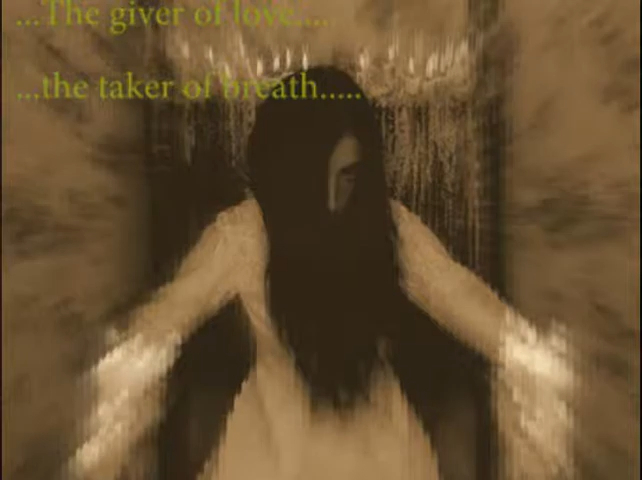 ...The giver of love....
...the taker of breath.....